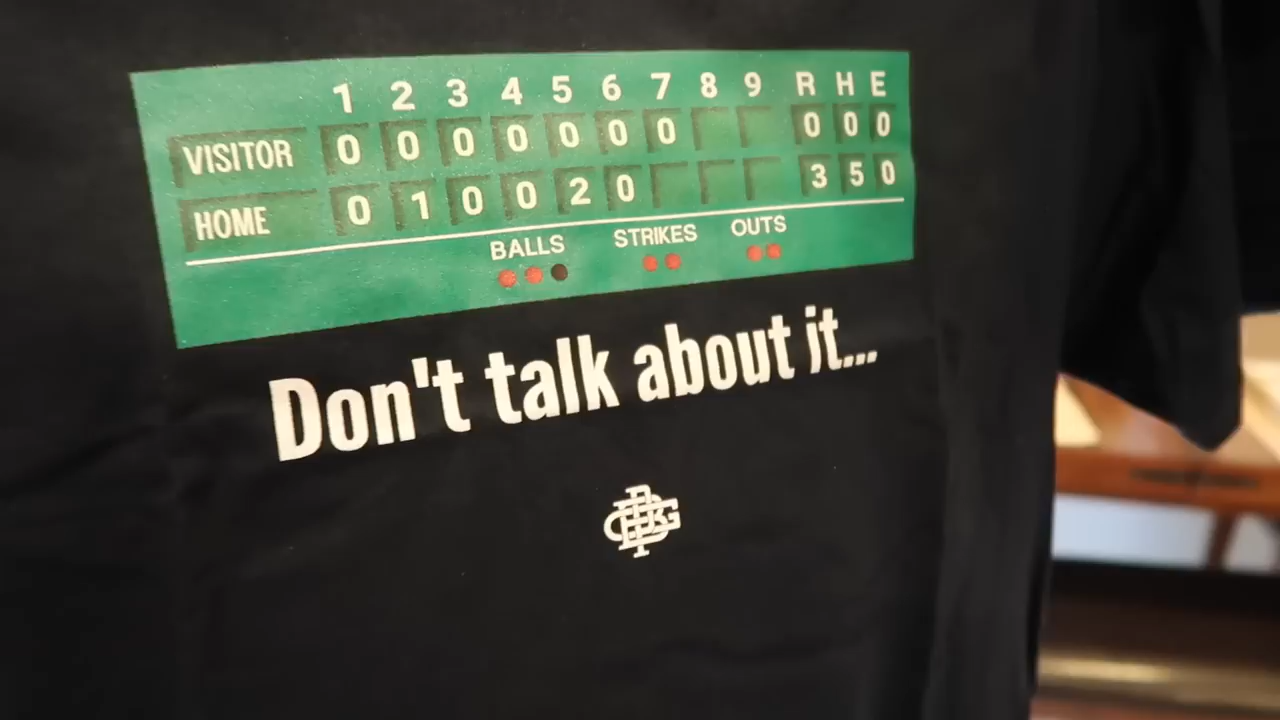 1 2 3 4 5 6 7 8 9 R H E
VISITOR 0 0 0 0 0 0 0 0 0 0
HOME 0 1 0 0 2 0 3 5 0
BALLS STRIKES OUTS
Don't talk about it...